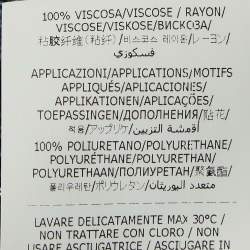 100% VISCOSA/VISCOSE / RAYON/
VISCOSE/VISKOSE/ВИСКОЗА/
粘胶纤维(粘纤)/비스코스 레이온/レーヨン/
فسكوزي/
APPLICAZIONI/APPLICATIONS/MOTIFS
APPLIQUÉS/APLICACIONES/
APPLIKATIONEN/APLICAÇÕES/
TOEPASSINGEN/ДОПОЛНЕНИЯ/贴花/
적용/アップリケ/أقمشة التزيين/
100% POLIURETANO/POLYURETHANE/
POLYURÉTHANE/POLYURETHAN/
POLYURETHAAN/ПОЛИУРЕТАН/聚氨酯/
폴리우레탄/ポリウレタン/متعدد اليوريثان/
LAVARE DELICATAMENTE MAX 30°C /
NON TRATTARE CON CLORO / NON
USARE ASCIUGATRICE / ASCIUGARE IN